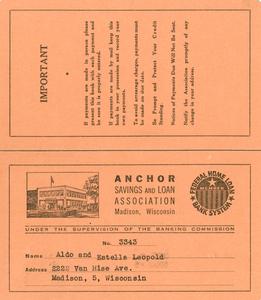 IMPORTANT
If payments are made in person please
present this book with each payment and
see it is properly entered.
If payments are made by mail keep this
book in your possession and record your
own payments.
To avoid arrearage charges, payments must
be made on due date.
Be Prompt and Protect Your Credit
Standing.
Notices of Payments Due Will Not Be Sent.
Notify the Association promptly of any
change in your address.
ANCHOR
SAVINGS AND LOAN
ASSOCIATION
Madison, Wisconsin
FEDERAL HOME LOAN
BANK SYSTEM
MEMBER
UNDER THE SUPERVISION OF THE BANKING COMMISSION
No. 3343
Name Aldo and Estella Leopold
Address 2222 Van Hise Ave.
Madison, 5, Wisconsin